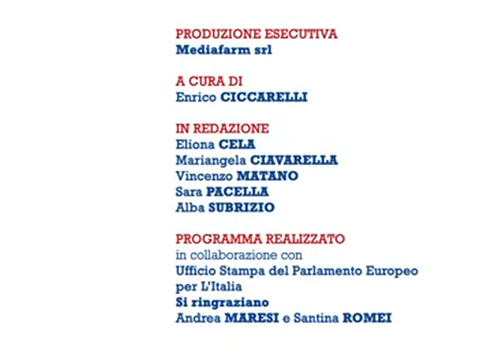 PRODUZIONE ESECUTIVA
Mediafarm srl
A CURA DI
Enrico CICCARELLI
IN REDAZIONE
Eliona CELA
Mariangela CIAVARELLA
Vincenzo MATANO
Sara PACELLA
Alba SUBRIZIO
PROGRAMMA REALIZZATO
in collaborazione con
Ufficio Stampa del Parlamento Europeo
per L'Italia
Si ringraziano
Andrea MARESI e Santina ROMEI